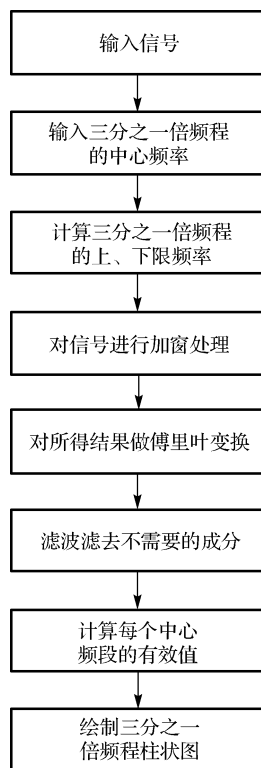 输入信号
输入三分之一倍频程
的中心频率
计算三分之一倍频程
的上、下限频率
对信号进行加窗处理
对所得结果做傅里叶变换
滤波滤去不需要的成分
计算每个中心
频段的有效值
绘制三分之一
倍频程柱状图